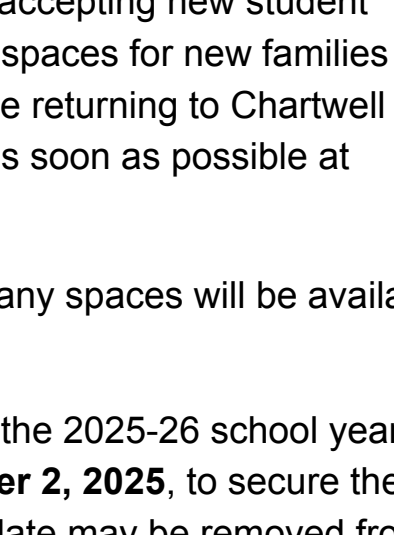 accepting new student
spaces for new families
e returning to Chartwell
s soon as possible at
any spaces will be availa
the 2025-26 school year
er 2, 2025, to secure the
late may be removed fro